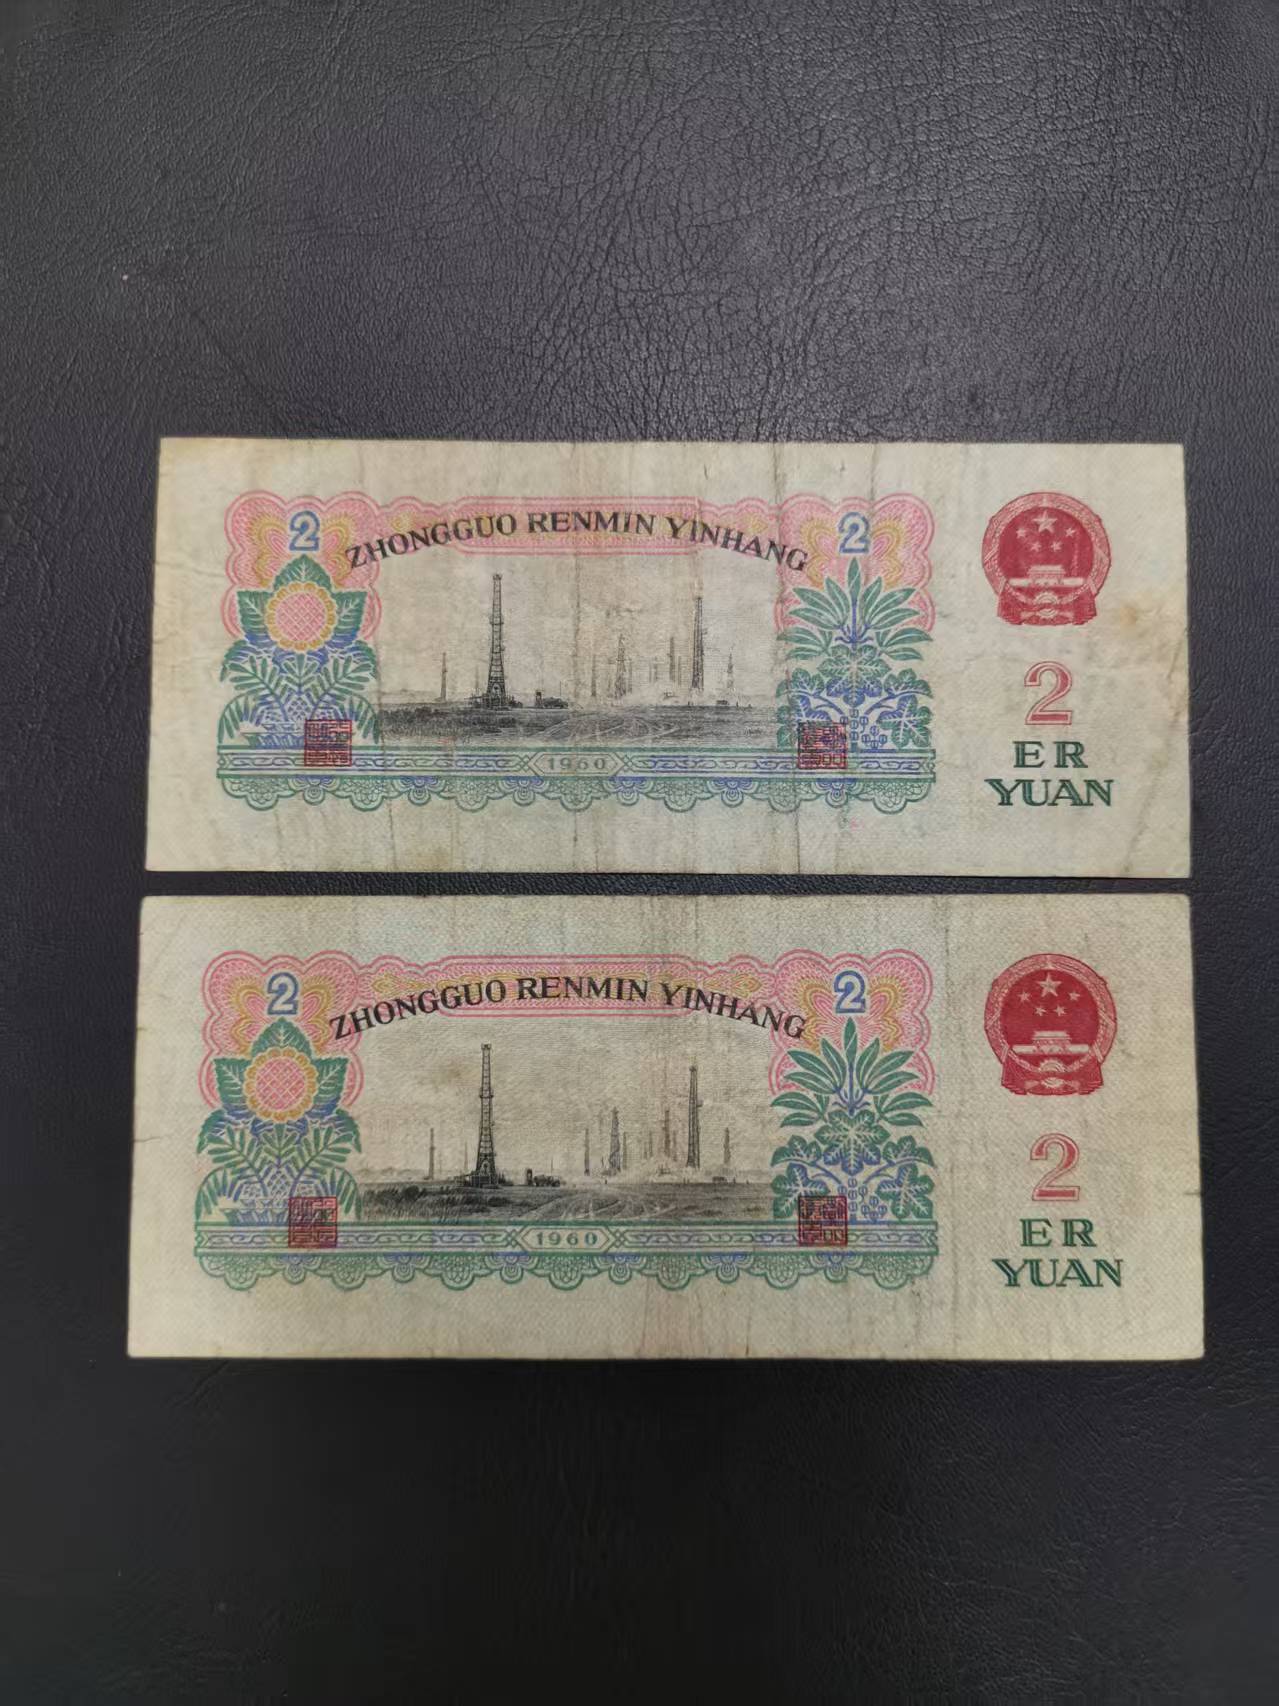 2 ZHONGGUO RENMIN YINHANG 2
1960
2
ER
YUAN
2 ZHONGGUO RENMIN YINHANG 2
1960
2
ER
YUAN